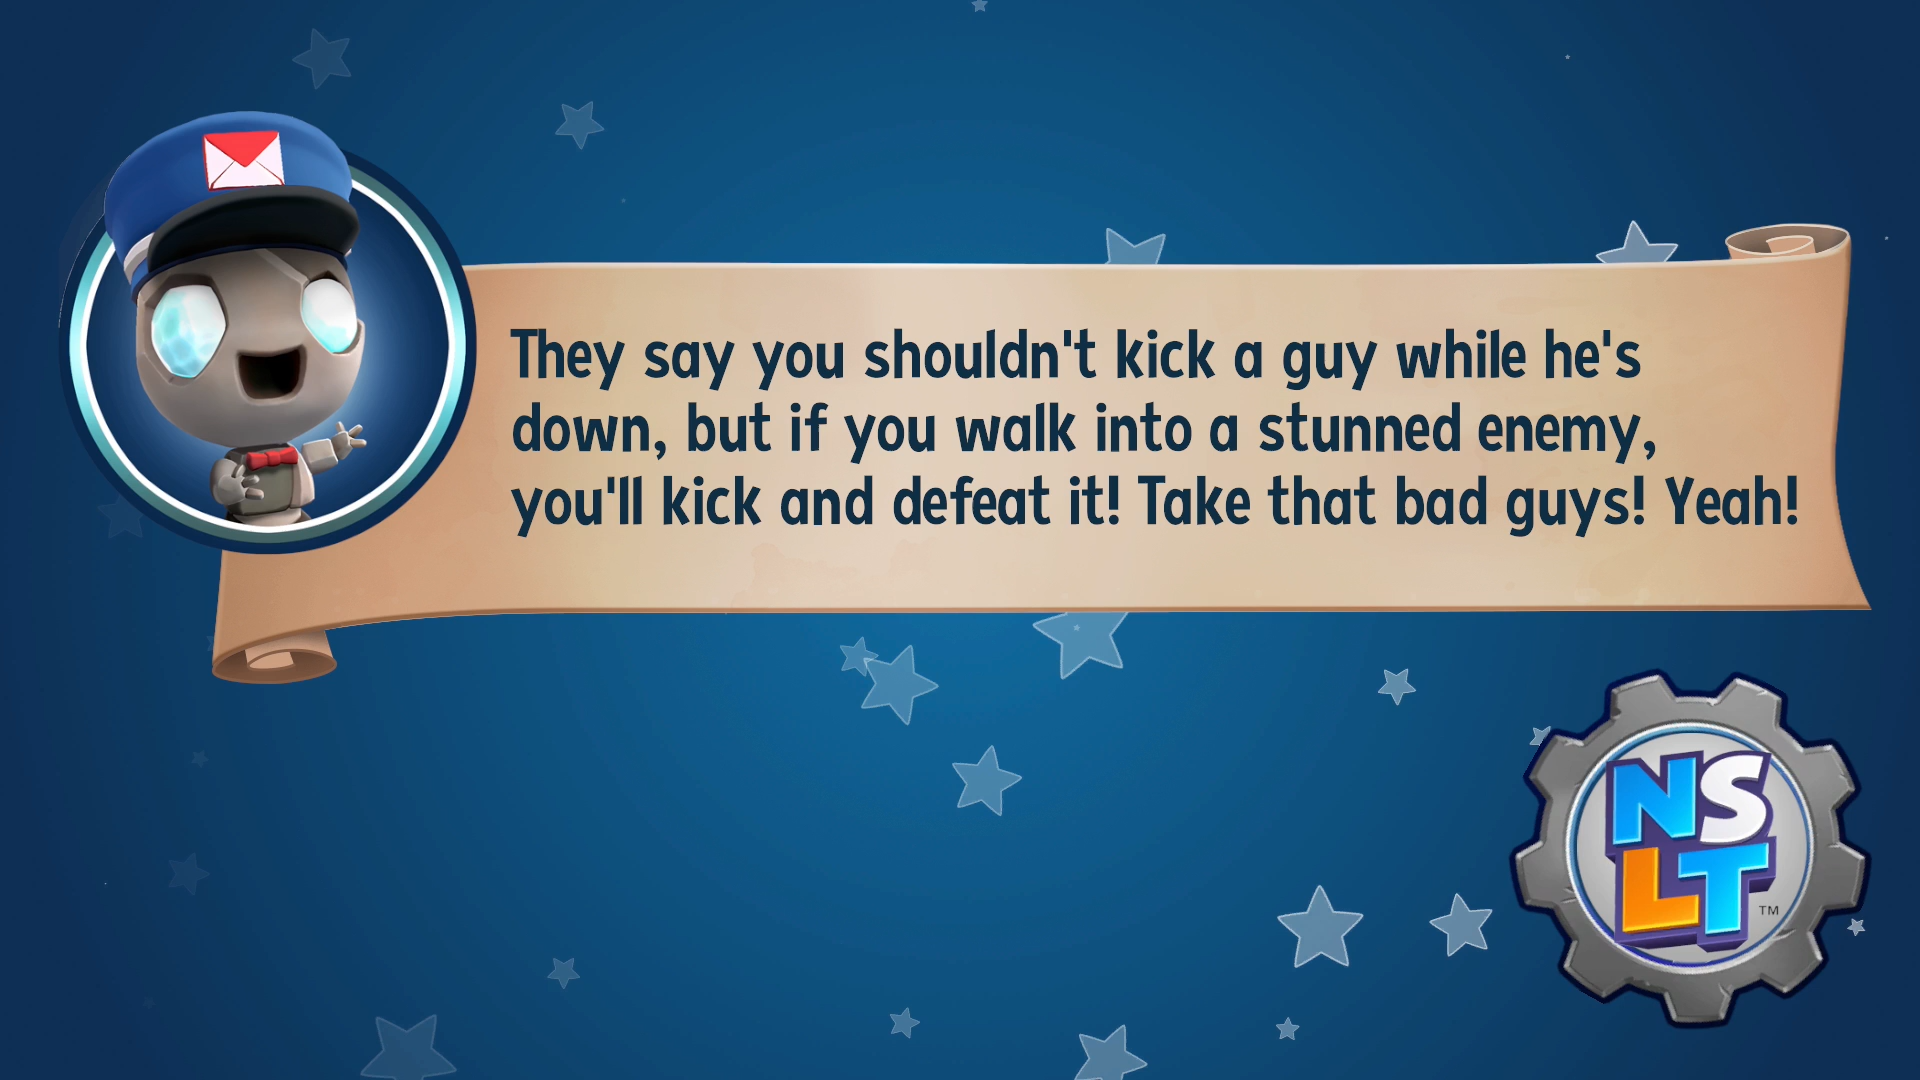 They say you shouldn't kick a guy while he's
down, but if you walk into a stunned enemy,
you'll kick and defeat it! Take that bad guys! Yeah!
NS
LT
TM